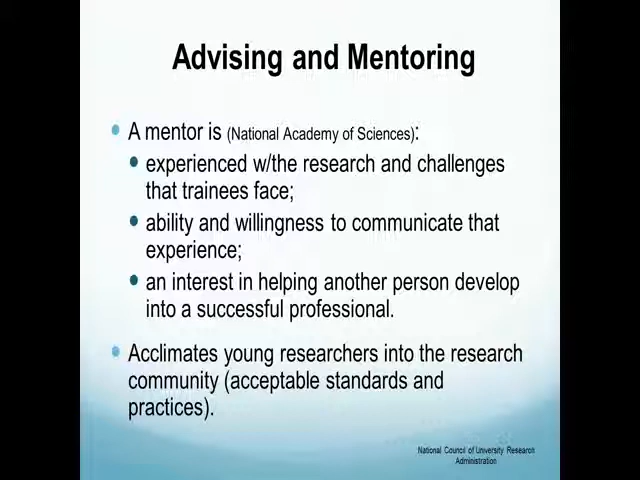 Advising and Mentoring
A mentor is (National Academy of Sciences):
experienced w/the research and challenges
that trainees face;
ability and willingness to communicate that
experience;
an interest in helping another person develop
into a successful professional.
Acclimates young researchers into the research
community (acceptable standards and
practices).
National Council of University Research
Administration